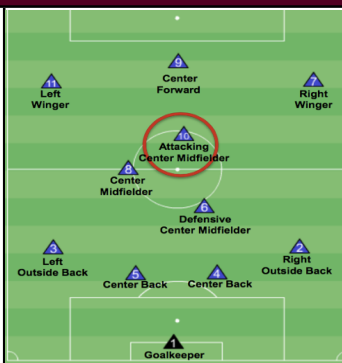 9
Center
Forward
11
Left
Winger
7
Right
Winger
10
Attacking
Center Midfielder
8
Center
Midfielder
6
Defensive
Center Midfielder
3
Left
Outside Back
2
Right
Outside Back
5
Center Back
4
Center Back
1
Goalkeeper